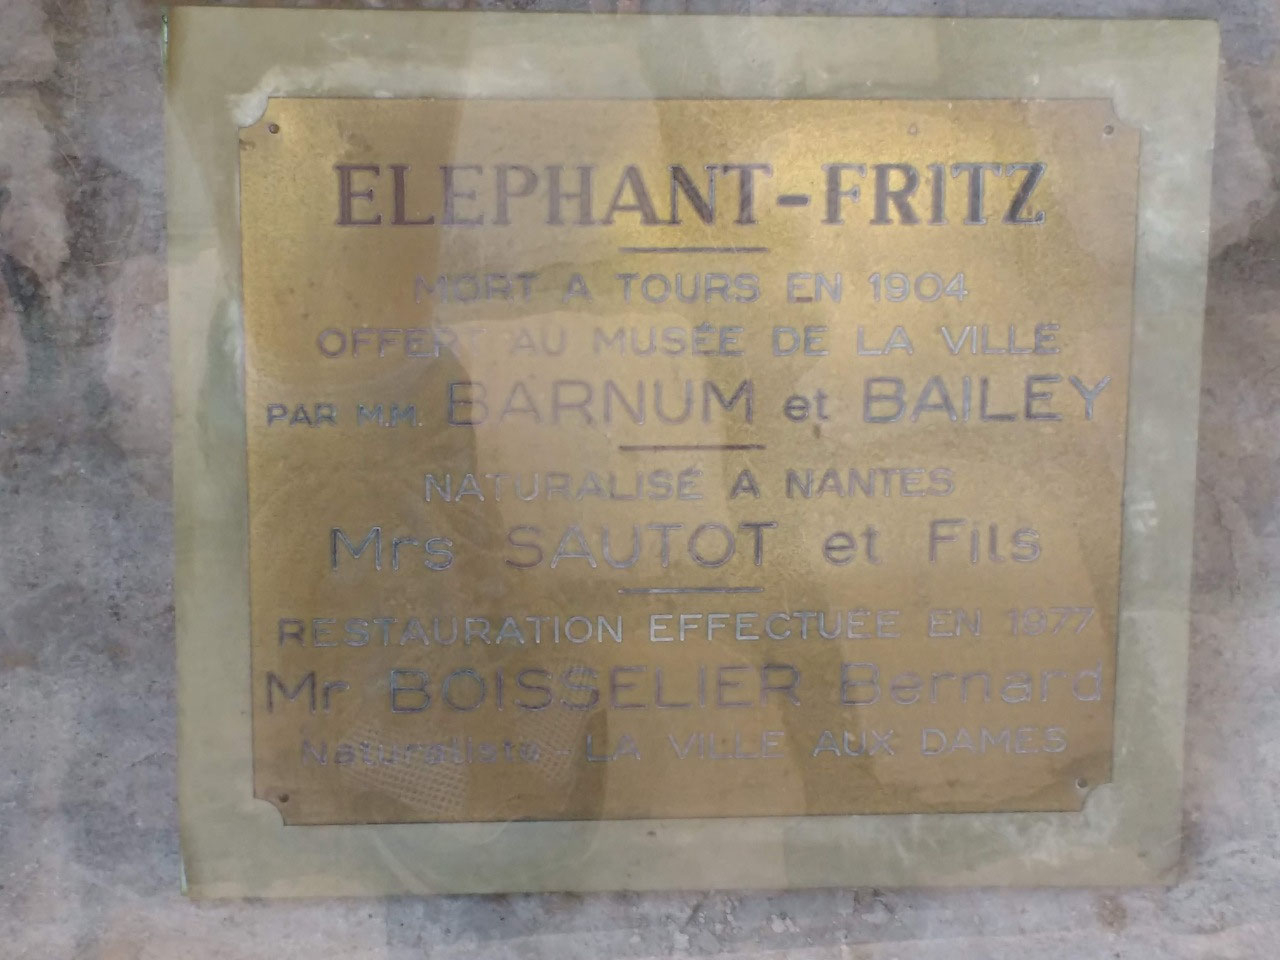 ELEPHANT-FRITZ
MORT A TOURS EN 1904
OFFERT AU MUSÉE DE LA VILLE
PAR M.M. BARNUM et BAILEY
NATURALISÉ A NANTES
Mrs SAUTOT et Fils
RESTAURATION EFFECTUÉE EN 1977
Mr BOISSELIER Bernard
Naturaliste - LA VILLE AUX DAMES